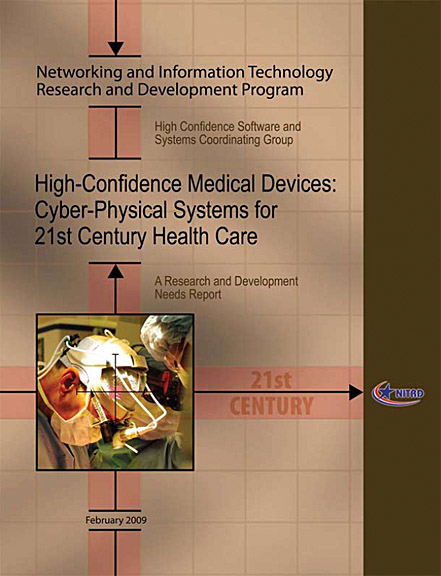 Networking and Information Technology
Research and Development Program
High Confidence Software and
Systems Coordinating Group
High-Confidence Medical Devices:
Cyber-Physical Systems for
21st Century Health Care
A Research and Development
Needs Report
21st
CENTURY
NITRD
February 2009